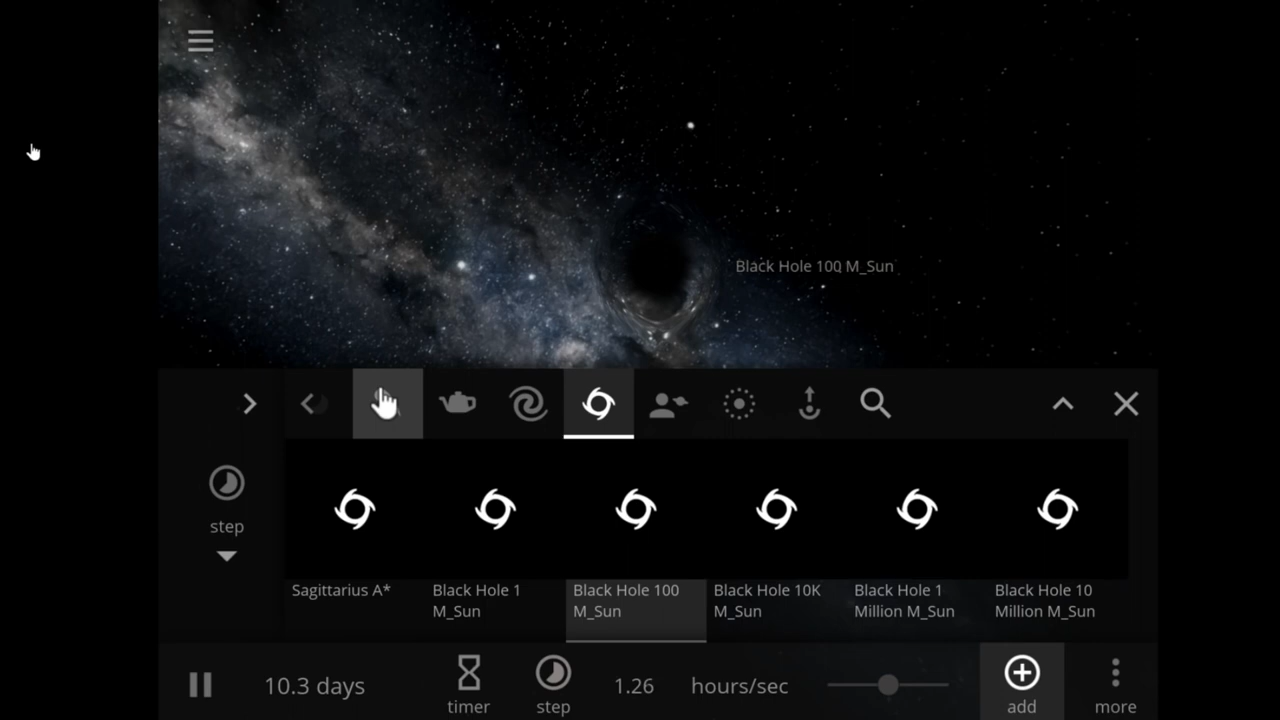 Black Hole 100 M_Sun
step
Sagittarius A*
Black Hole 1
M_Sun
Black Hole 100
M_Sun
Black Hole 10K
M_Sun
Black Hole 1
Million M_Sun
Black Hole 10
Million M_Sun
10.3 days
timer
step
1.26
hours/sec
add
more